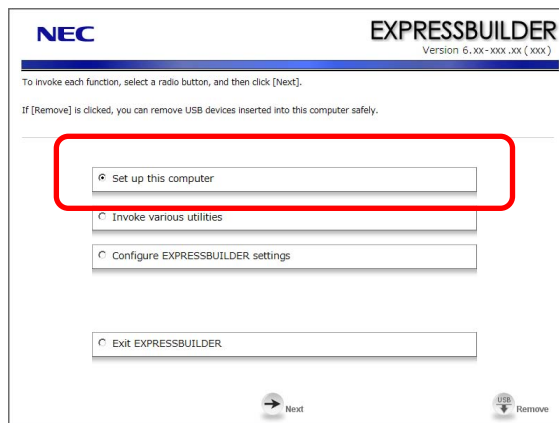 NEC
EXPRESSBUILDER
Version 6.xx-xxx.xx (xxx)
To invoke each function, select a radio button, and then click [Next].
If [Remove] is clicked, you can remove USB devices inserted into this computer safely.
Set up this computer
Invoke various utilities
Configure EXPRESSBUILDER settings
Exit EXPRESSBUILDER
Next
USB
Remove